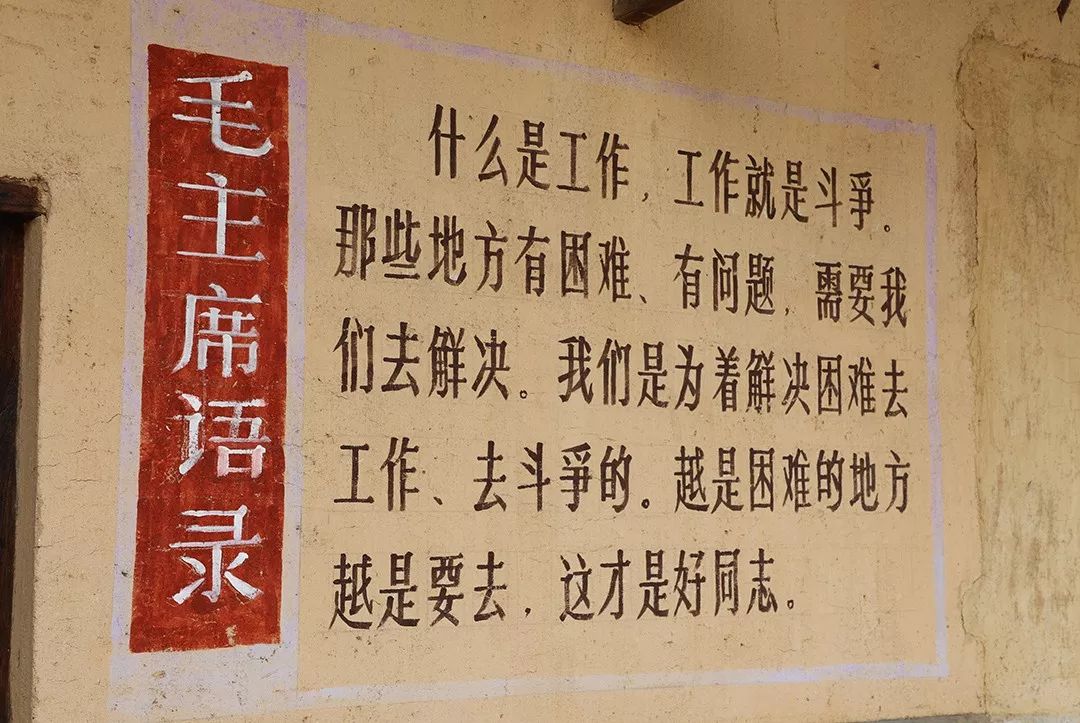 毛主席语录
什么是工作，工作就是斗爭。
那些地方有困难、有问题，需要我
们去解决。我们是为着解决困难去
工作、去斗爭的。越是困难的地方
越是要去，这才是好同志。